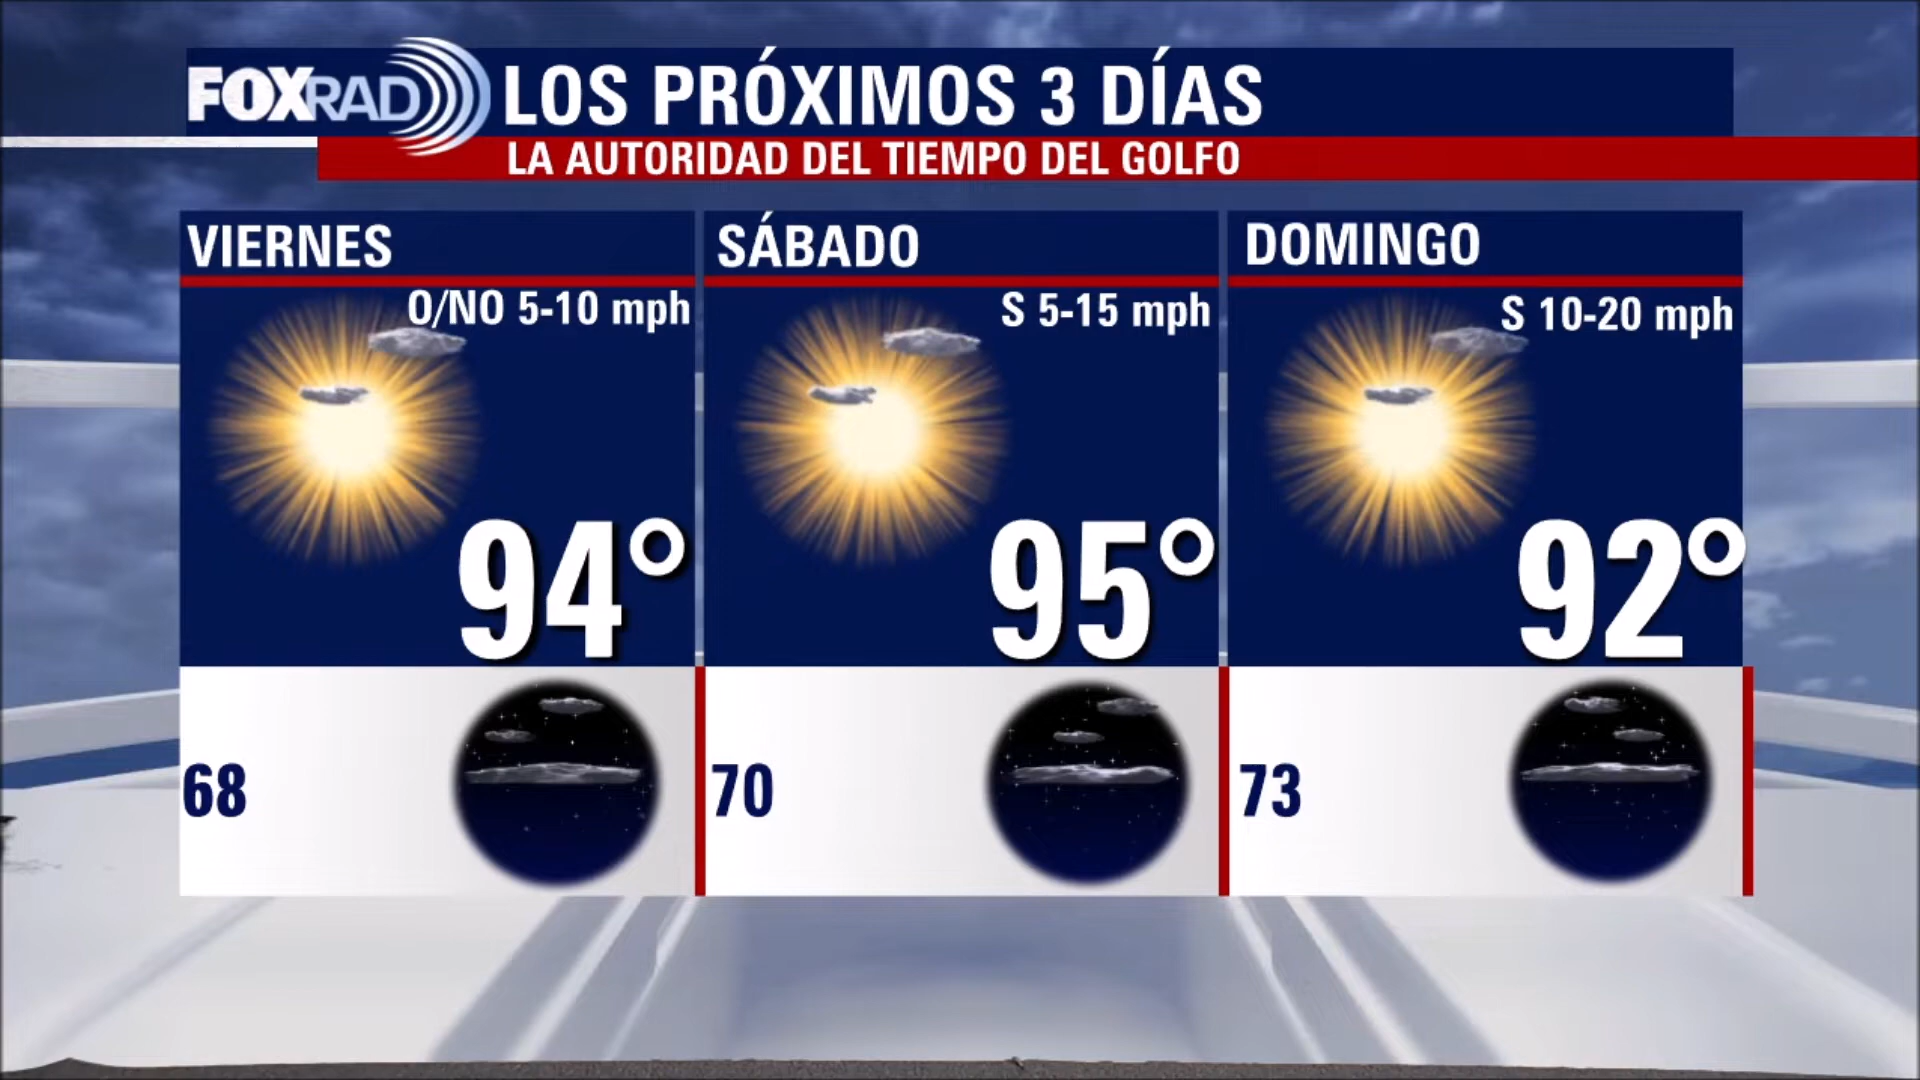 FOXRAD LOS PRÓXIMOS 3 DÍAS
LA AUTORIDAD DEL TIEMPO DEL GOLFO
VIERNES
O/NO 5-10 mph
94°
68
SÁBADO
S 5-15 mph
95°
70
DOMINGO
S 10-20 mph
92°
73